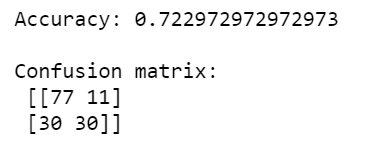 Accuracy: 0.722972972972973
Confusion matrix:
[[77 11]
[30 30]]